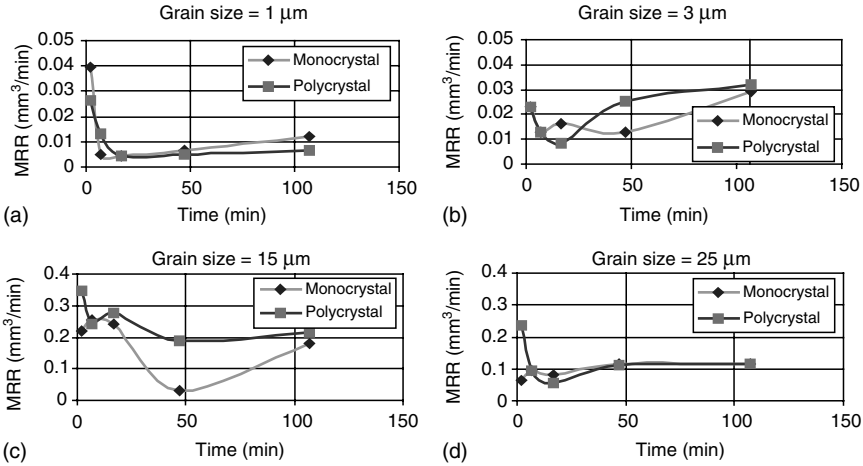 Grain size = 1 μm
0.05
0.04
0.03
0.02
0.01
0
MRR (mm³/min)
Monocrystal
Polycrystal
0 50 100 150
Time (min)
(a)
Grain size = 3 μm
0.05
0.04
0.03
0.02
0.01
0
MRR (mm³/min)
Monocrystal
Polycrystal
0 50 100 150
Time (min)
(b)
Grain size = 15 μm
0.4
0.3
0.2
0.1
0
MRR (mm³/min)
Monocrystal
Polycrystal
0 50 100 150
Time (min)
(c)
Grain size = 25 μm
0.4
0.3
0.2
0.1
0
MRR (mm³/min)
Monocrystal
Polycrystal
0 50 100 150
Time (min)
(d)